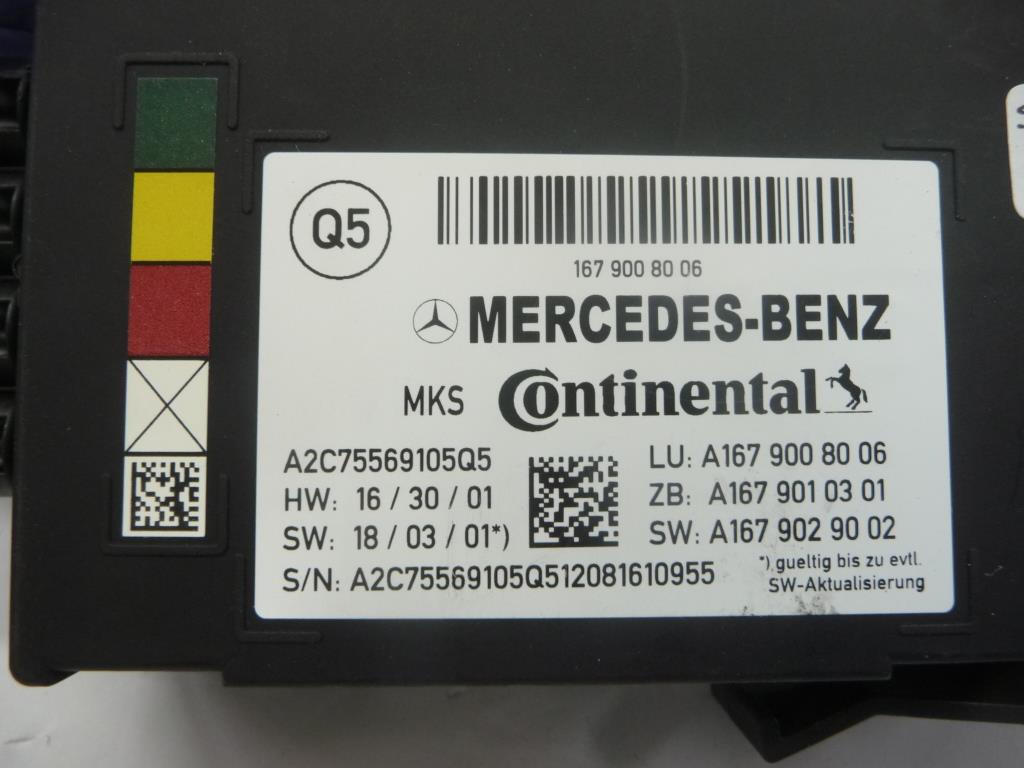 Q5
167 900 80 06
MERCEDES-BENZ
MKS Continental
A2C75569105Q5
HW: 16 / 30 / 01
SW: 18 / 03 / 01*)
LU: A167 900 80 06
ZB: A167 901 03 01
SW: A167 902 90 02
S/N: A2C75569105Q512081610955
*) gueltig bis zu evtl.
SW-Aktualisierung